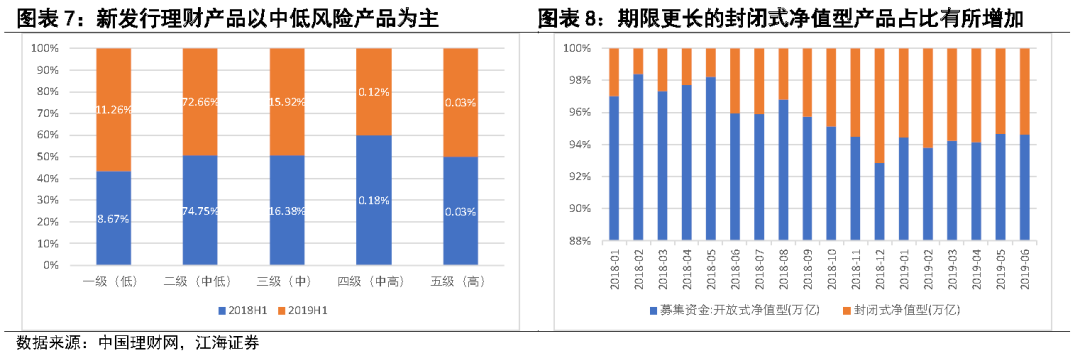 图表 7：新发行理财产品以中低风险产品为主
100%
90%
80%
70%
60%
50%
40%
30%
20%
10%
0%
11.26% 72.66% 15.92% 0.12% 0.03%
8.67% 74.75% 16.38% 0.18% 0.03%
一级（低） 二级（中低） 三级（中） 四级（中高） 五级（高）
2018H1 2019H1
图表 8：期限更长的封闭式净值型产品占比有所增加
100%
98%
96%
94%
92%
90%
88%
2018-01 2018-02 2018-03 2018-04 2018-05 2018-06 2018-07 2018-08 2018-09 2018-10 2018-11 2018-12 2019-01 2019-02 2019-03 2019-04 2019-05 2019-06
募集资金:开放式净值型(万亿) 封闭式净值型(万亿)
数据来源：中国理财网，江海证券